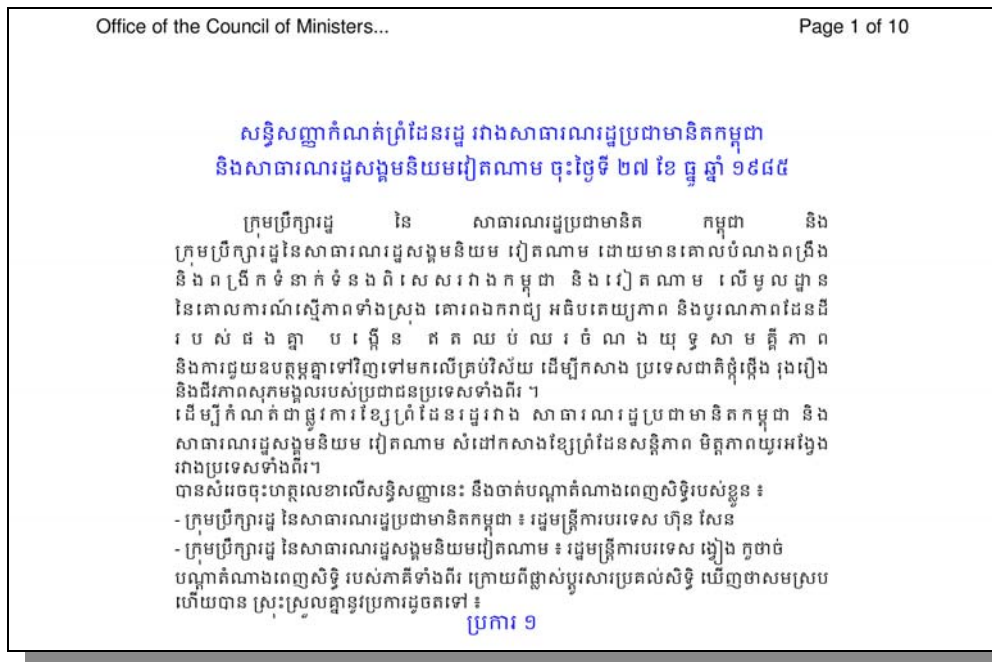 Office of the Council of Ministers... Page 1 of 10
សន្ធិសញ្ញាកំណត់ព្រំដែនរដ្ឋ រវាងសាធារណរដ្ឋប្រជាមានិតកម្ពុជា
និងសាធារណរដ្ឋសង្គមនិយមវៀតណាម ចុះថ្ងៃទី ២៧ ខែ ធ្នូ ឆ្នាំ ១៩៨៥
ក្រុមប្រឹក្សារដ្ឋ នៃ សាធារណរដ្ឋប្រជាមានិត កម្ពុជា និង
ក្រុមប្រឹក្សារដ្ឋនៃសាធារណរដ្ឋសង្គមនិយម វៀតណាម ដោយមានគោលបំណងពង្រឹង
និងពង្រីកទំនាក់ទំនងពិសេសរវាងកម្ពុជា និងវៀតណាម លើមូលដ្ឋាន
នៃគោលការណ៍ស្មើភាពទាំងស្រុង គោរពឯករាជ្យ អធិបតេយ្យភាព និងបូរណភាពដែនដី
របស់ផងគ្នា បង្កើន ឥតឈប់ឈរចំណងយុទ្ធសាមគ្គីភាព
និងការជួយឧបត្ថម្ភគ្នាទៅវិញទៅមកលើគ្រប់វិស័យ ដើម្បីកសាង ប្រទេសជាតិថ្កុំថ្កើង រុងរឿង
និងជីវភាពសុភមង្គលរបស់ប្រជាជនប្រទេសទាំងពីរ ។
ដើម្បីកំណត់ជាផ្លូវការខ្សែព្រំដែនរដ្ឋរវាង សាធារណរដ្ឋប្រជាមានិតកម្ពុជា និង
សាធារណរដ្ឋសង្គមនិយម វៀតណាម សំដៅកសាងខ្សែព្រំដែនសន្តិភាព មិត្តភាពយូរអង្វែង
រវាងប្រទេសទាំងពីរ។
បានសំរេចចុះហត្ថលេខាលើសន្ធិសញ្ញានេះ នឹងចាត់បណ្តាតំណាងពេញសិទ្ធិរបស់ខ្លួន ៖
- ក្រុមប្រឹក្សារដ្ឋ នៃសាធារណរដ្ឋប្រជាមានិតកម្ពុជា ៖ រដ្ឋមន្ត្រីការបរទេស ហ៊ុន សែន
- ក្រុមប្រឹក្សារដ្ឋ នៃសាធារណរដ្ឋសង្គមនិយមវៀតណាម ៖ រដ្ឋមន្ត្រីការបរទេស ង្វៀង កូថាច់
បណ្តាតំណាងពេញសិទ្ធិ របស់ភាគីទាំងពីរ ក្រោយពីផ្លាស់ប្តូរសារប្រគល់សិទ្ធិ ឃើញថាសមស្រប
ហើយបាន ស្រុះស្រួលគ្នានូវប្រការដូចតទៅ ៖
ប្រការ ១